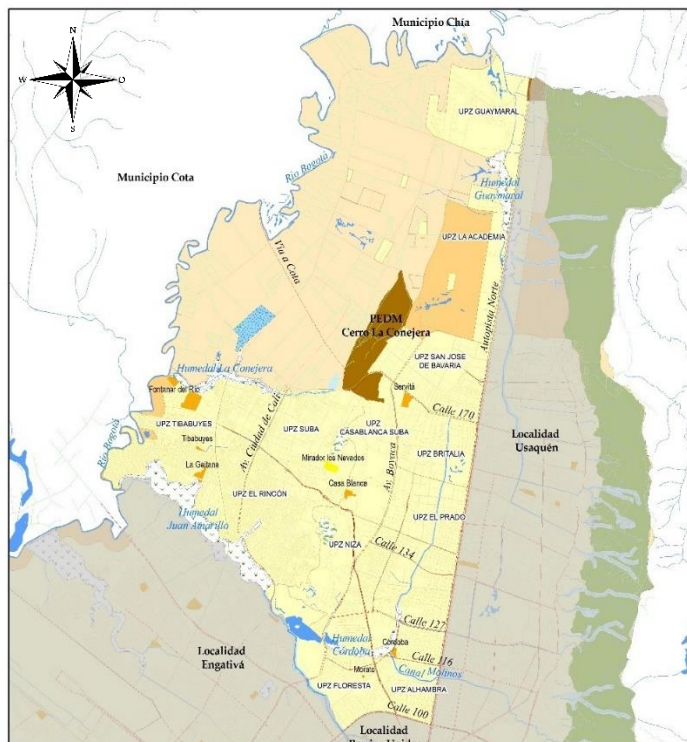 Municipio Chía
N
W
O
S
UPZ GUAYMARAL
Municipio Cota
Río Bogotá
Humedal
Guaymaral
UPZ LA ACADEMIA
Vía a Cota
Autopista Norte
PEDM
Cerro La Conejera
UPZ SAN JOSE
DE BAVARIA
Humedal La Conejera
Fontanar del Río
Servitá
Calle 170
Av. Ciudad de Cali
UPZ TIBABUYES
UPZ SUBA
UPZ
CASABLANCA SUBA
Tibabuyes
Río Bogotá
Mirador los Nevados
Av. Boyaca
UPZ BRITALIA
Localidad
Usaquén
La Gaitana
Casa Blanca
UPZ EL RINCÓN
Humedal
Juan Amarillo
UPZ EL PRADO
UPZ NIZA
Calle 134
Calle 127
Humedal
Córdoba
Córdoba
Localidad
Engativá
Calle 116
Morato
Canal Molinos
UPZ FLORESTA
UPZ ALHAMBRA
Calle 100
Localidad